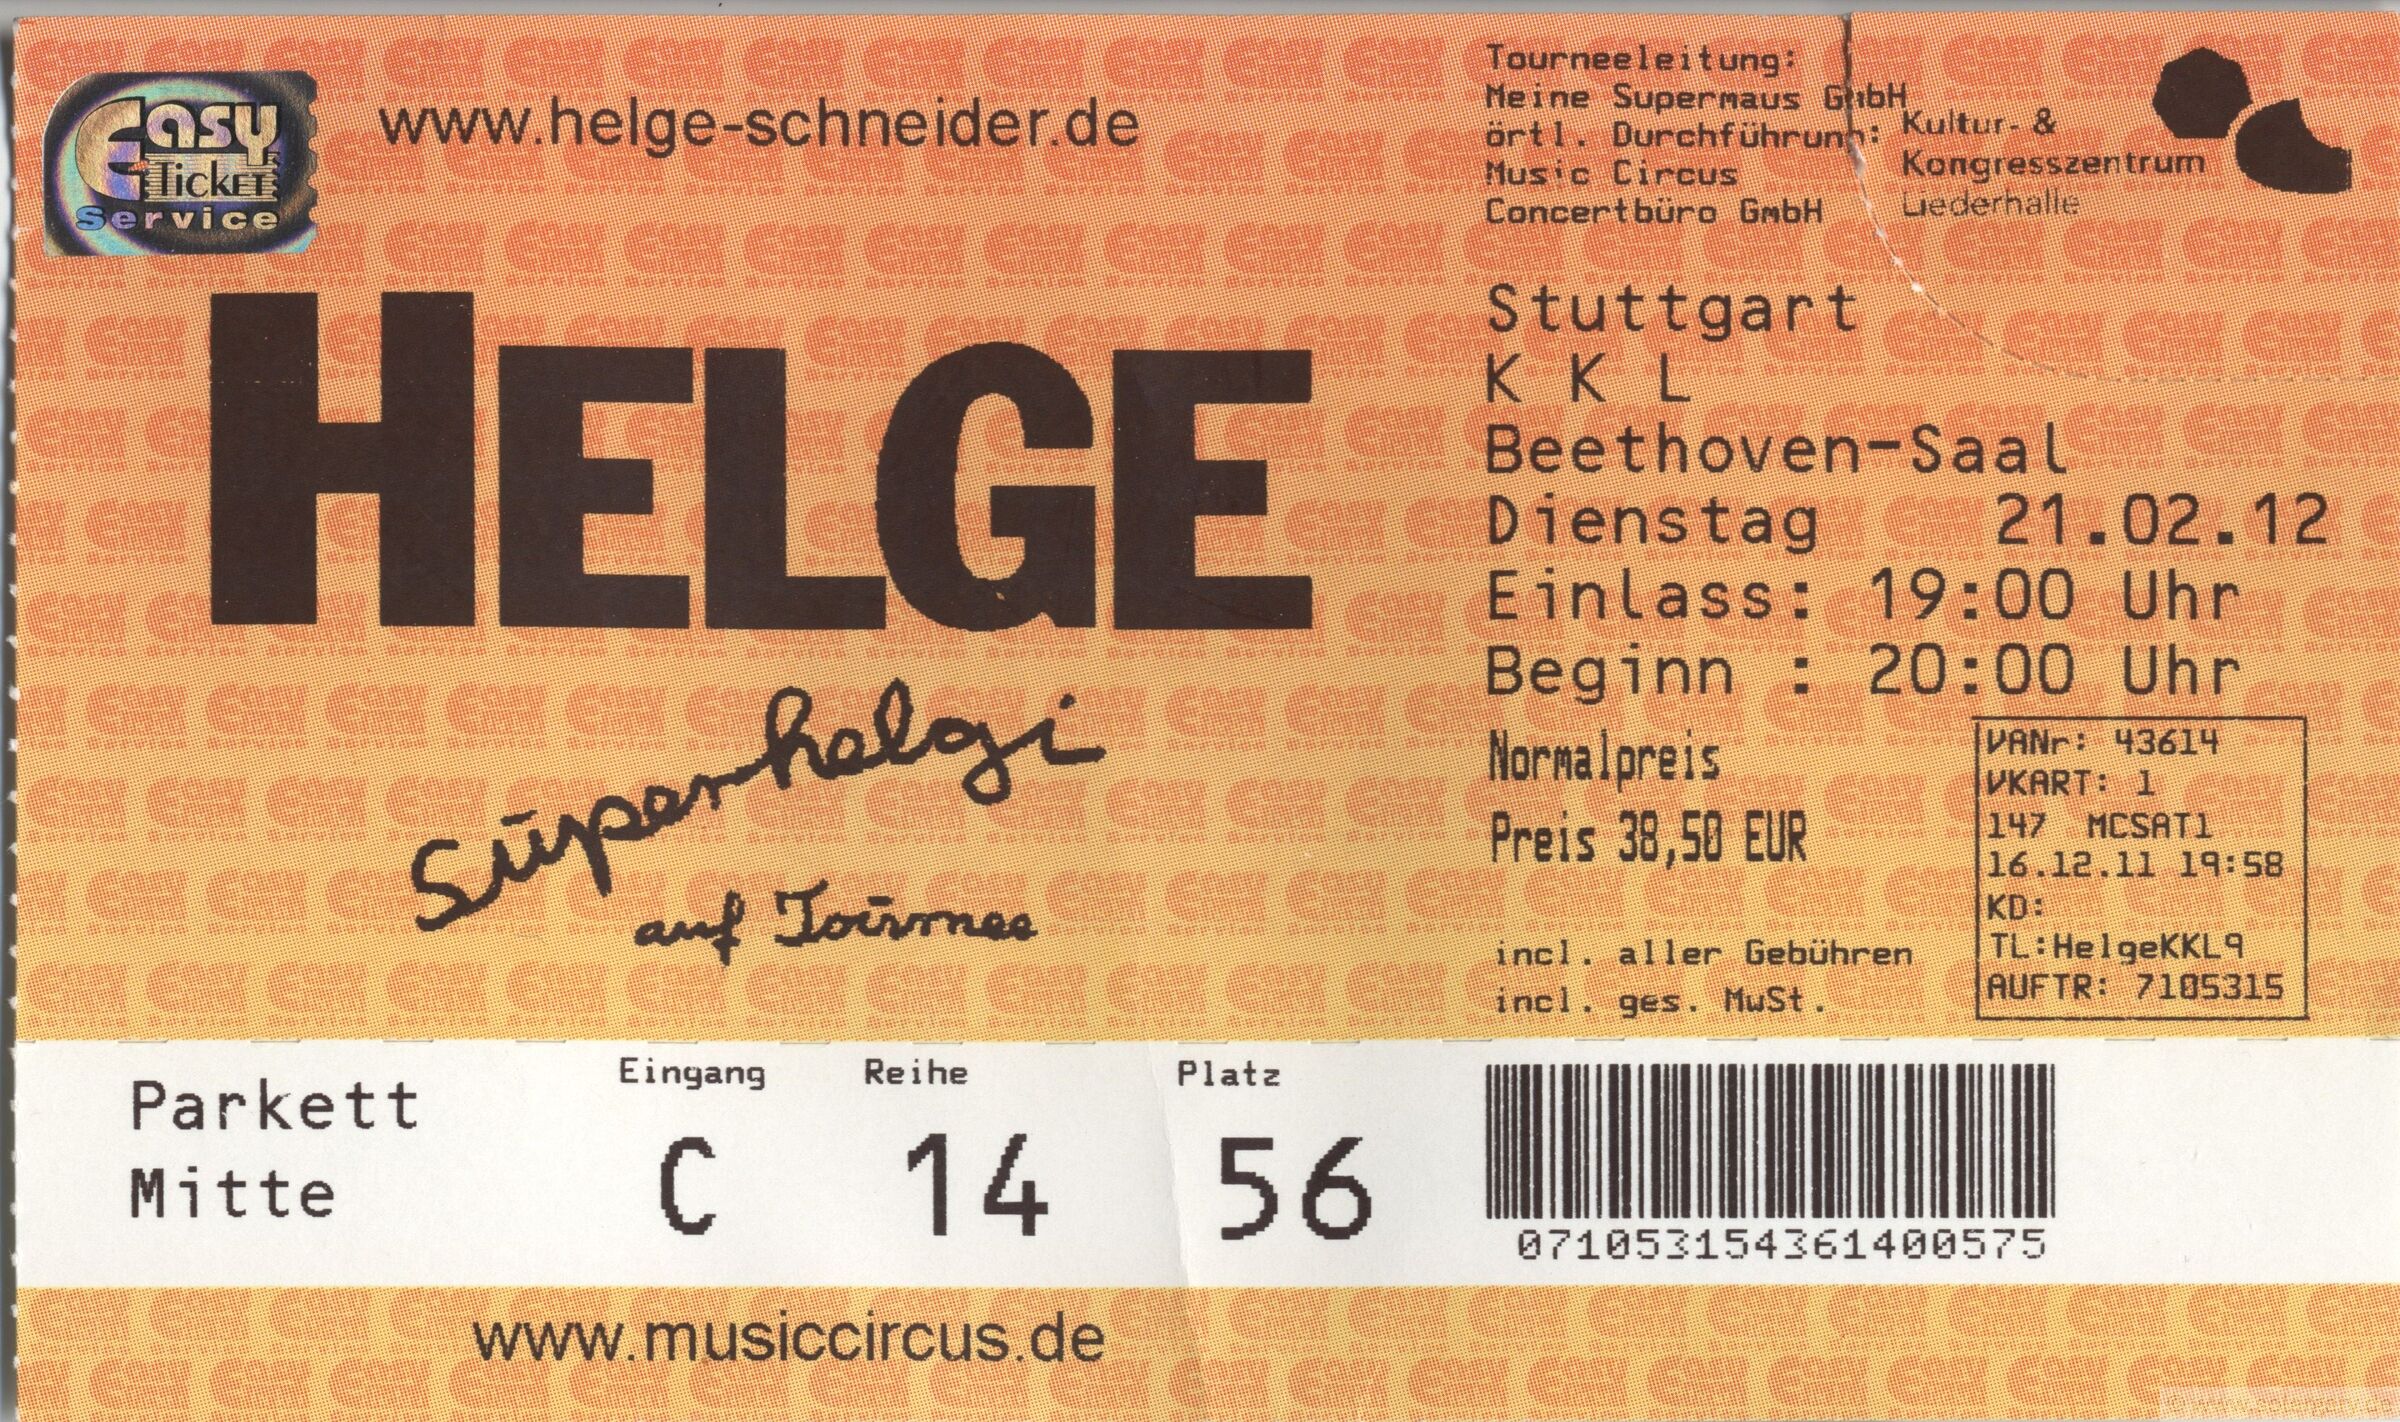 Easy
Ticket
Service
www.helge-schneider.de
HELGE
Superhelgi
auf Tournee
Tourneeleitung:
Meine Supermaus GmbH
örtl. Durchführung:
Music Circus
Concertbüro GmbH
Kultur- &
Kongresszentrum
Liederhalle
Stuttgart
K K L
Beethoven-Saal
Dienstag 21.02.12
Einlass: 19:00 Uhr
Beginn : 20:00 Uhr
Normalpreis
Preis 38,50 EUR
incl. aller Gebühren
incl. ges. MwSt.
VANr: 43614
VKART: 1
147 MCSAT1
16.12.11 19:58
KD:
TL:HelgeKKL9
AUFTR: 7105315
Parkett
Mitte
Eingang
C
Reihe
14
Platz
56
071053154361400575
www.musiccircus.de